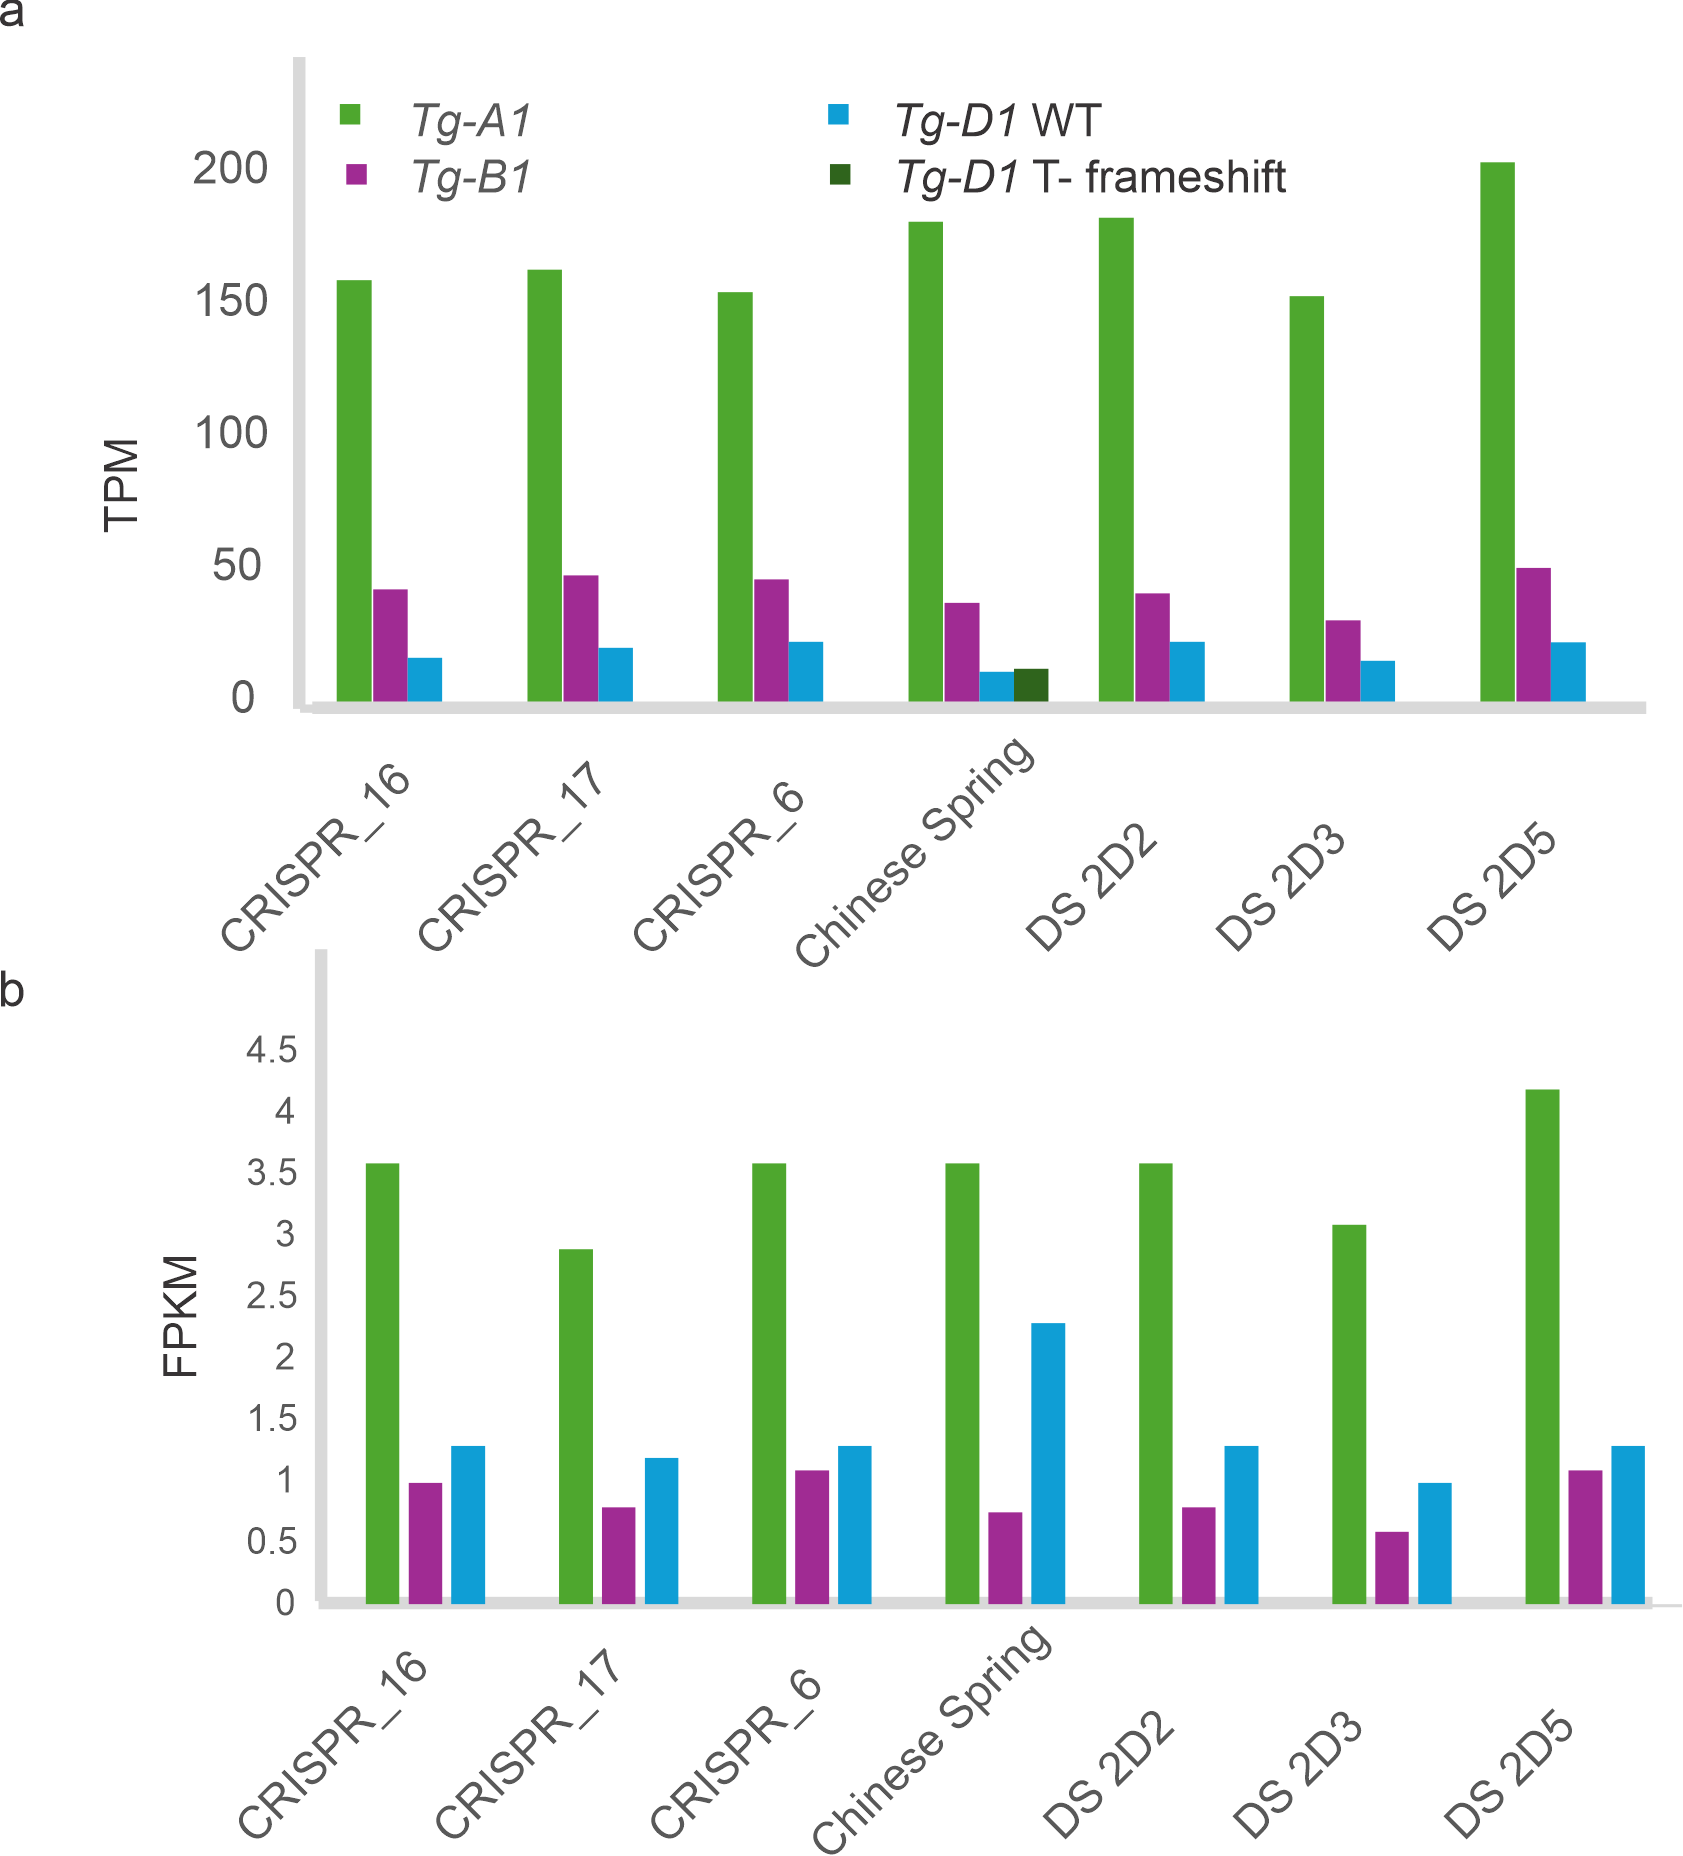 a
Tg-A1
Tg-D1 WT
Tg-B1
Tg-D1 T- frameshift
200
150
100
50
0
TPM
CRISPR_16
CRISPR_17
CRISPR_6
Chinese Spring
DS 2D2
DS 2D3
DS 2D5
b
4.5
4
3.5
3
2.5
2
1.5
1
0.5
0
FPKM
CRISPR_16
CRISPR_17
CRISPR_6
Chinese Spring
DS 2D2
DS 2D3
DS 2D5